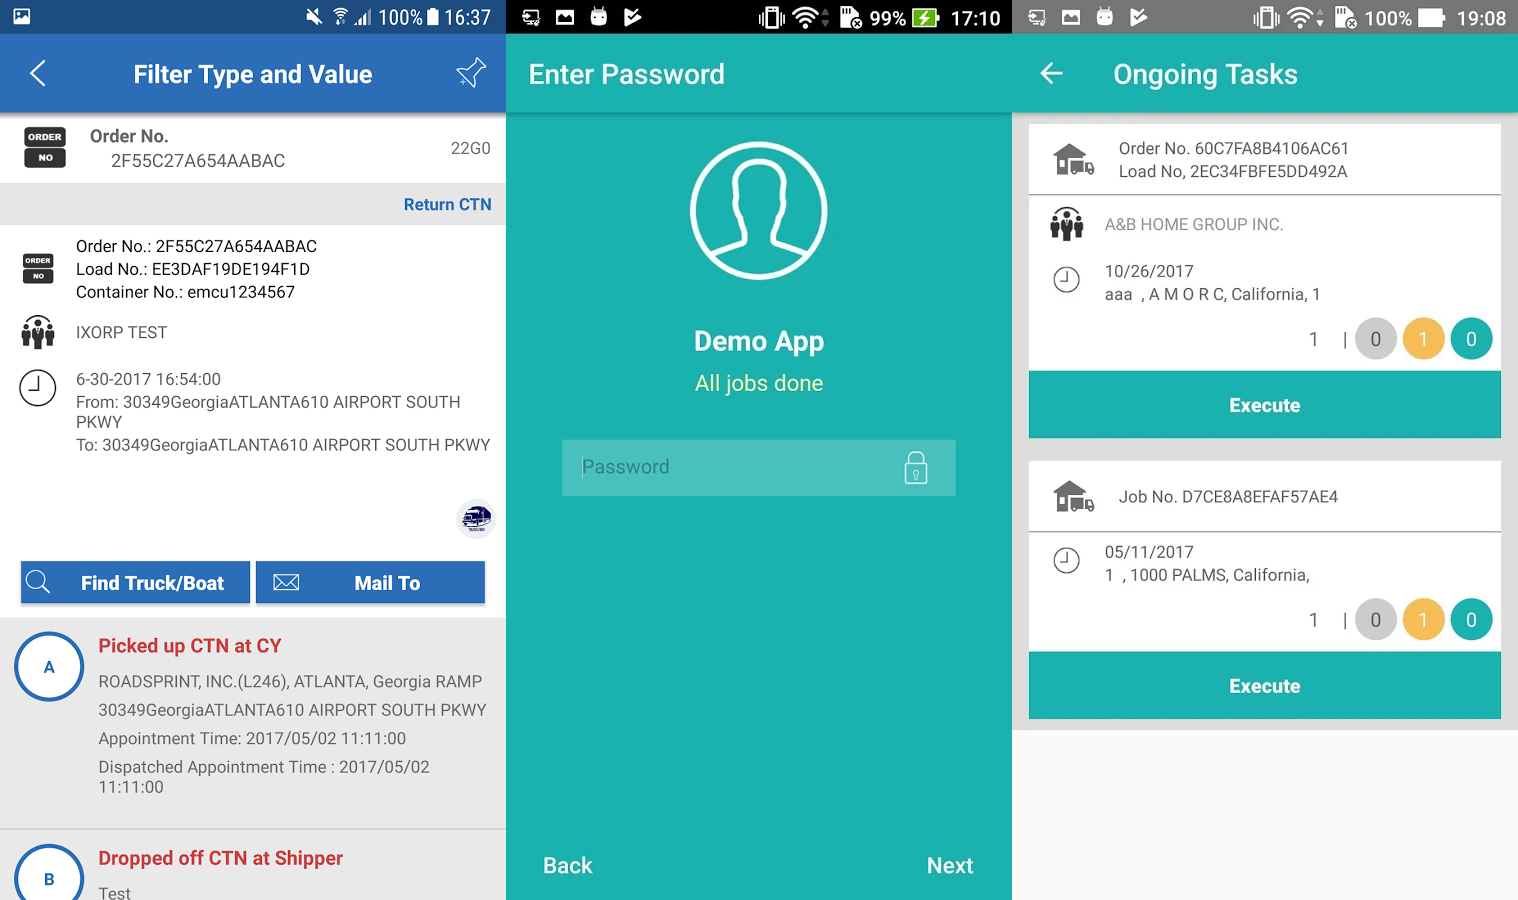 100% 16:37
Filter Type and Value
ORDER
NO
Order No.
2F55C27A654AABAC
22G0
Return CTN
ORDER
NO
Order No.: 2F55C27A654AABAC
Load No.: EE3DAF19DE194F1D
Container No.: emcu1234567
IXORP TEST
6-30-2017 16:54:00
From: 30349GeorgiaATLANTA610 AIRPORT SOUTH
PKWY
To: 30349GeorgiaATLANTA610 AIRPORT SOUTH PKWY
Find Truck/Boat
Mail To
A
Picked up CTN at CY
ROADSPRINT, INC.(L246), ATLANTA, Georgia RAMP
30349GeorgiaATLANTA610 AIRPORT SOUTH PKWY
Appointment Time: 2017/05/02 11:11:00
Dispatched Appointment Time : 2017/05/02
11:11:00
B
Dropped off CTN at Shipper
Test
99% 17:10
Enter Password
Demo App
All jobs done
Password
Back
Next
100% 19:08
Ongoing Tasks
Order No. 60C7FA8B4106AC61
Load No, 2EC34FBFE5DD492A
A&B HOME GROUP INC.
10/26/2017
aaa , A M O R C, California, 1
1 | 0 1 0
Execute
Job No. D7CE8A8EFAF57AE4
05/11/2017
1 , 1000 PALMS, California,
1 | 0 1 0
Execute